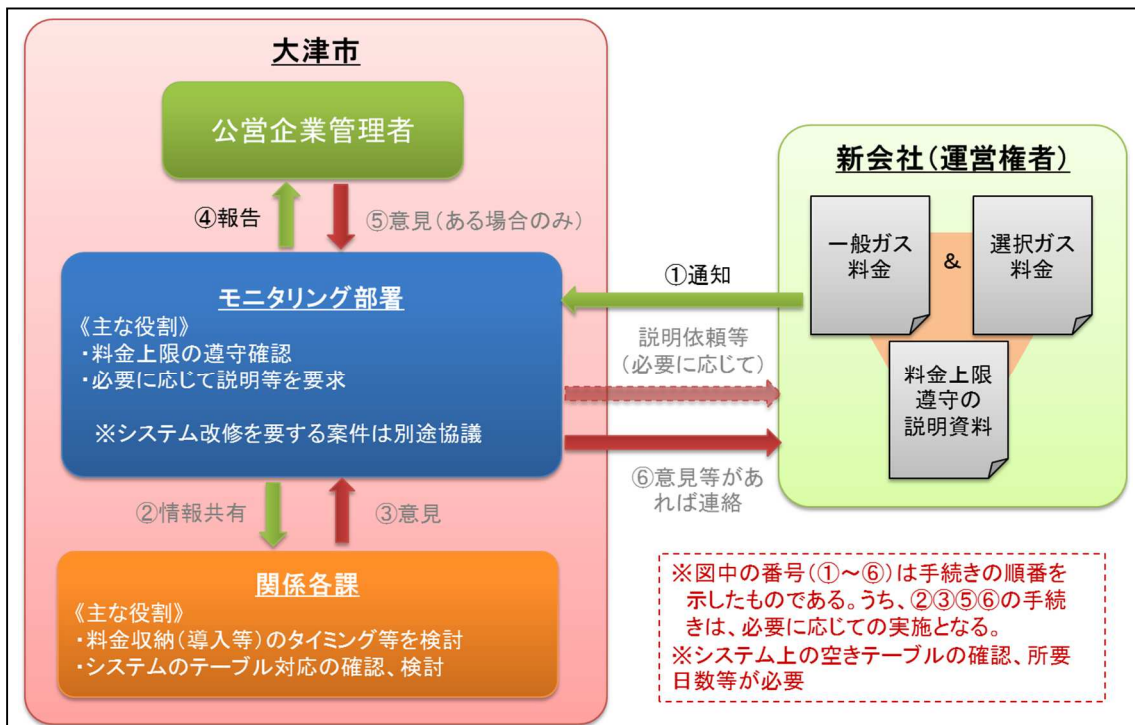 大津市
公営企業管理者
④報告
⑤意見(ある場合のみ)
モニタリング部署
《主な役割》
・料金上限の遵守確認
・必要に応じて説明等を要求
※システム改修を要する案件は別途協議
②情報共有
③意見
関係各課
《主な役割》
・料金収納(導入等)のタイミング等を検討
・システムのテーブル対応の確認、検討
①通知
説明依頼等
(必要に応じて)
⑥意見等があ
れば連絡
新会社(運営権者)
一般ガス
料金
&
選択ガス
料金
料金上限
遵守の
説明資料
※図中の番号(①～⑥)は手続きの順番を
示したものである。うち、②③⑤⑥の手続
きは、必要に応じての実施となる。
※システム上の空きテーブルの確認、所要
日数等が必要